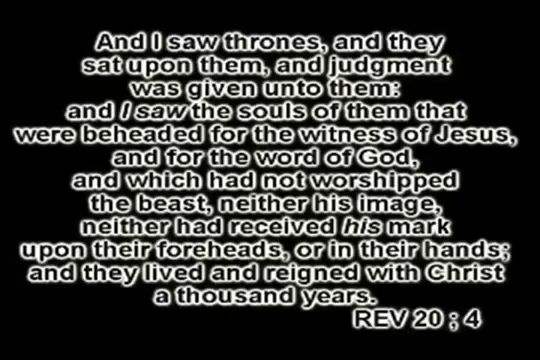 And I saw thrones, and they
sat upon them, and judgment
was given unto them:
and I saw the souls of them that
were beheaded for the witness of Jesus,
and for the word of God,
and which had not worshipped
the beast, neither his image,
neither had received his mark
upon their foreheads, or in their hands;
and they lived and reigned with Christ
a thousand years.
REV 20 ; 4